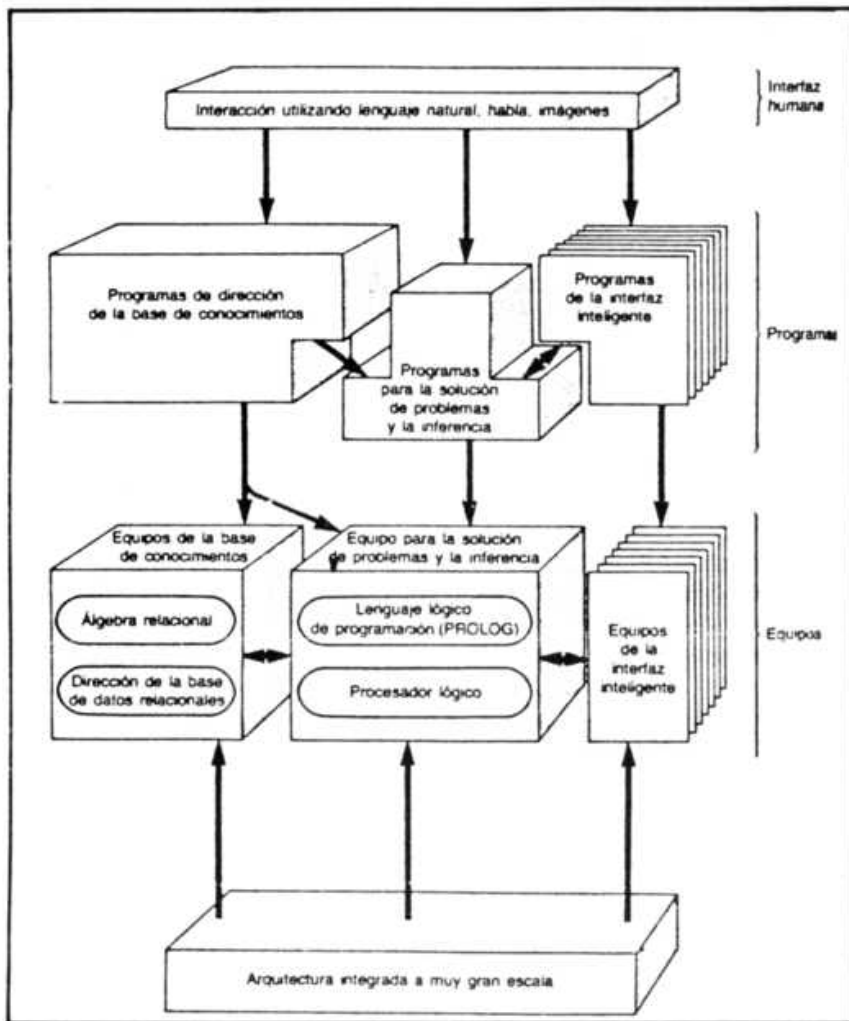 Interacción utilizando lenguaje natural, habla, imágenes
Interfaz
humana
Programas de dirección
de la base de conocimientos
Programas
para la solución
de problemas
y la inferencia
Programas
de la interfaz
inteligente
Programas
Equipos de la base
de conocimientos
Álgebra relacional
Dirección de la base
de datos relacionales
Equipo para la solución
de problemas y la inferencia
Lenguaje lógico
de programación (PROLOG)
Procesador lógico
Equipos
de la
interfaz
inteligente
Equipos
Arquitectura integrada a muy gran escala